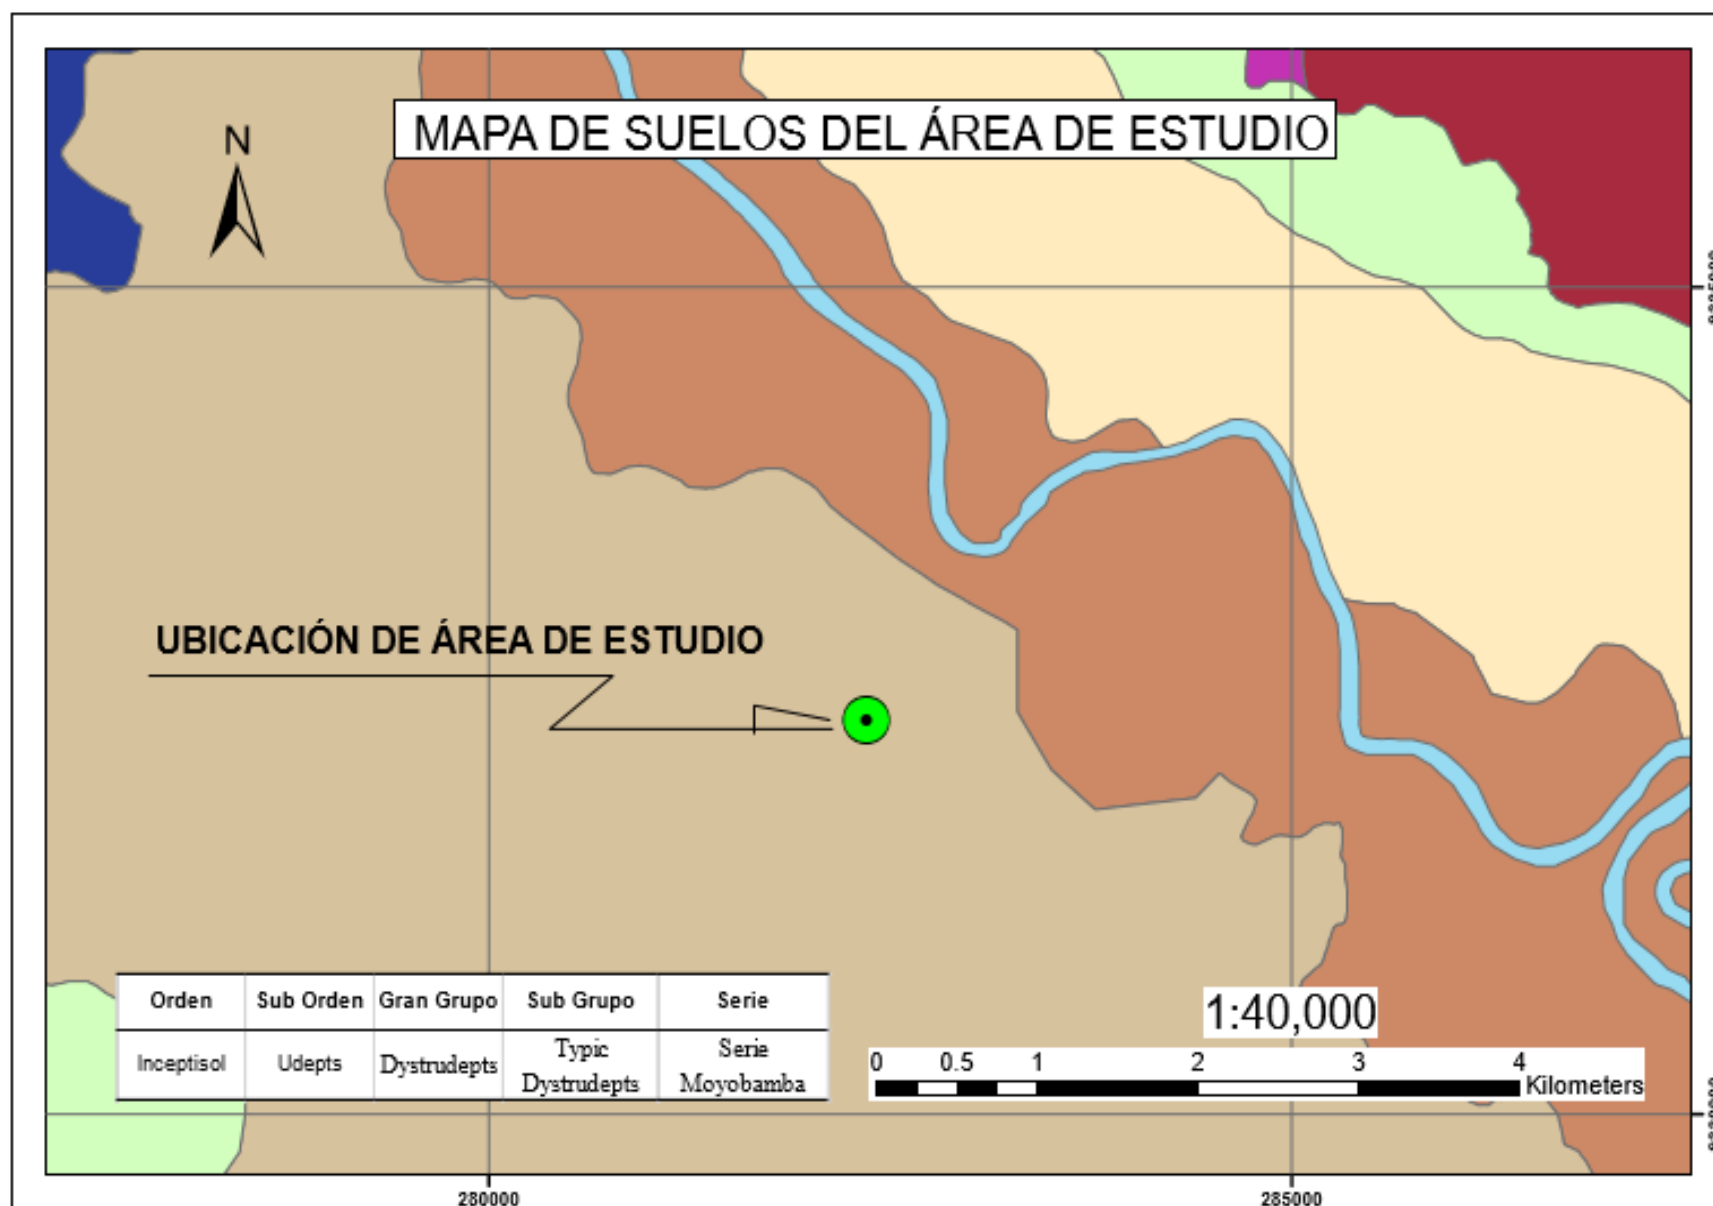 MAPA DE SUELOS DEL ÁREA DE ESTUDIO
N
UBICACIÓN DE ÁREA DE ESTUDIO
Orden Sub Orden Gran Grupo Sub Grupo Serie
Inceptisol Udepts Dystrudepts Typic Dystrudepts Serie Moyobamba
1:40,000
0 0.5 1 2 3 4
Kilometers
280000 285000